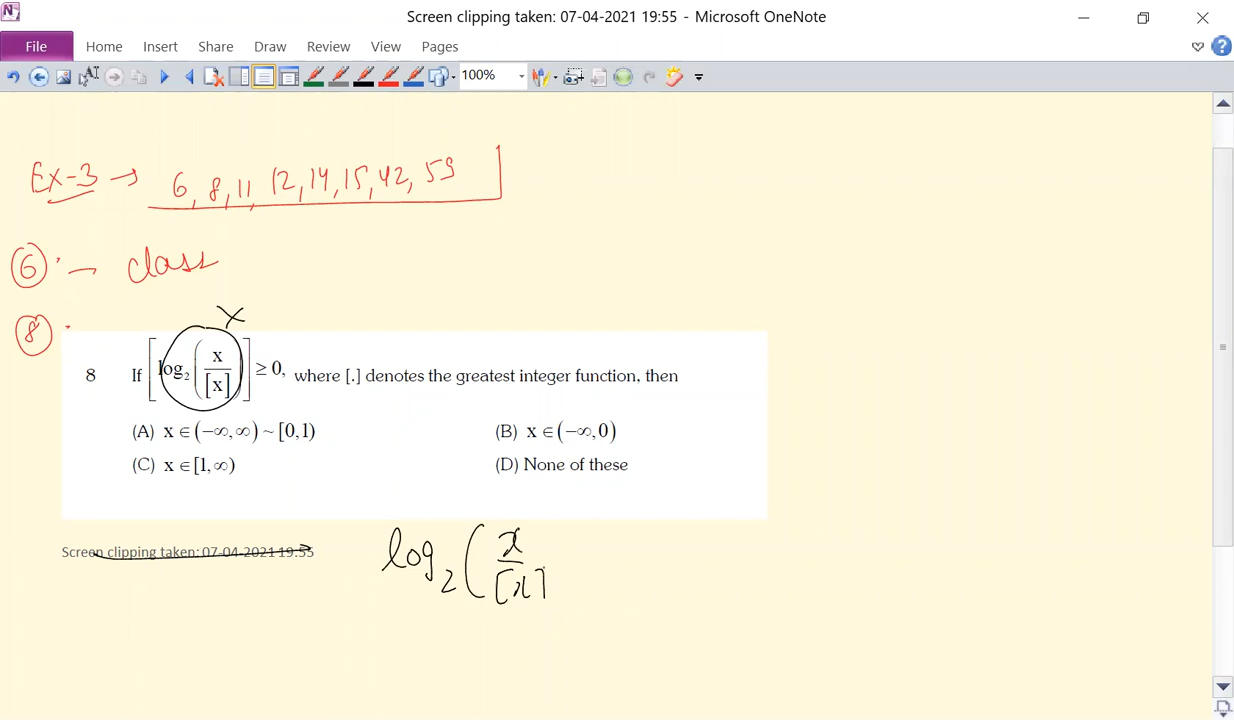 Screen clipping taken: 07-04-2021 19:55 - Microsoft OneNote
File Home Insert Share Draw Review View Pages
100%
Ex-3 → 6, 8, 11, 12, 14, 15, 42, 59
6 :- class
8 :
X
8 If [log₂(x/[x])] ≥ 0, where [.] denotes the greatest integer function, then
(A) x ∈ (−∞, ∞) ~ [0, 1) (B) x ∈ (−∞, 0)
(C) x ∈ [1, ∞) (D) None of these
Screen clipping taken: 07-04-2021 19:55
log₂ (x/[x]